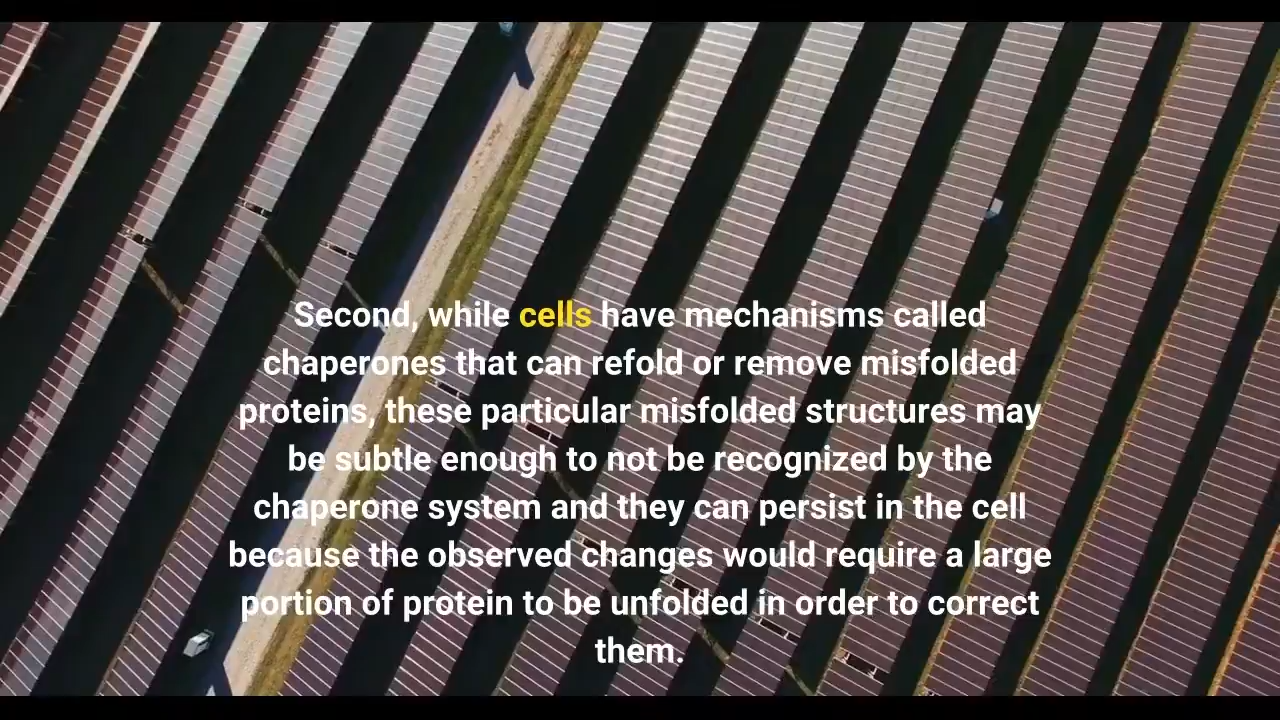 Second, while cells have mechanisms called
chaperones that can refold or remove misfolded
proteins, these particular misfolded structures may
be subtle enough to not be recognized by the
chaperone system and they can persist in the cell
because the observed changes would require a large
portion of protein to be unfolded in order to correct
them.